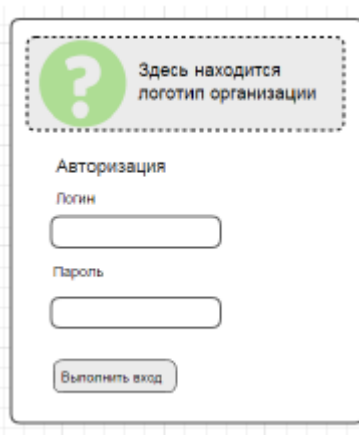 ?
Здесь находится
логотип организации
Авторизация
Логин
Пароль
Выполнить вход